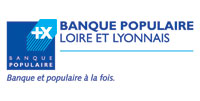 +X
BANQUE
POPULAIRE
BANQUE POPULAIRE
LOIRE ET LYONNAIS
Banque et populaire à la fois.